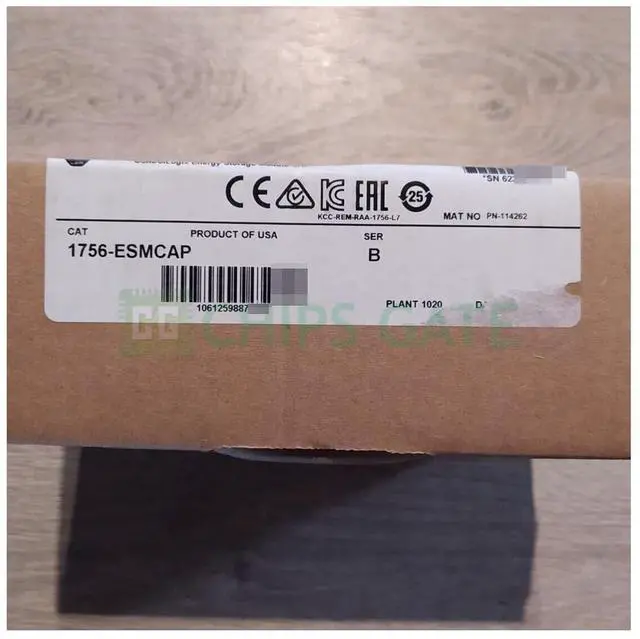 *SN 62
CE KC EAC 25
KCC-REM-RAA-1756-L7
MAT NO PN-114262
CAT PRODUCT OF USA SER
1756-ESMCAP B
1061259887
PLANT 1020
CG CHIPS GATE